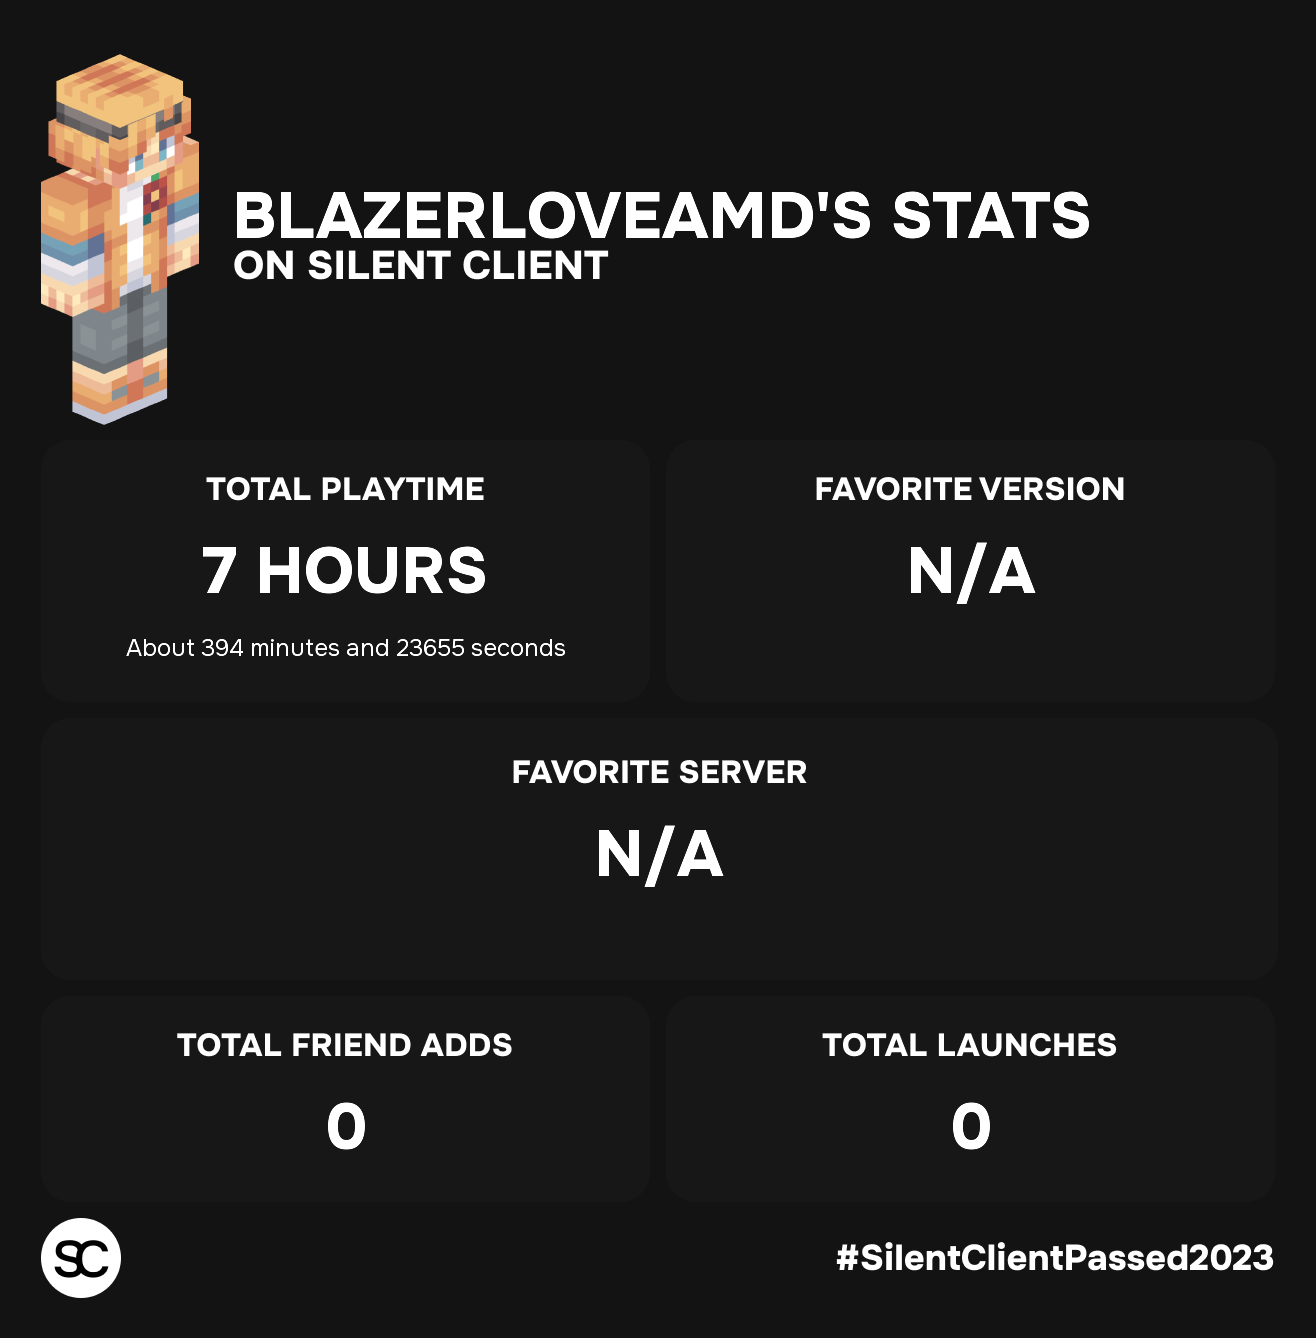 BLAZERLOVEAMD'S STATS
ON SILENT CLIENT
TOTAL PLAYTIME
7 HOURS
About 394 minutes and 23655 seconds
FAVORITE VERSION
N/A
FAVORITE SERVER
N/A
TOTAL FRIEND ADDS
0
TOTAL LAUNCHES
0
SC
#SilentClientPassed2023